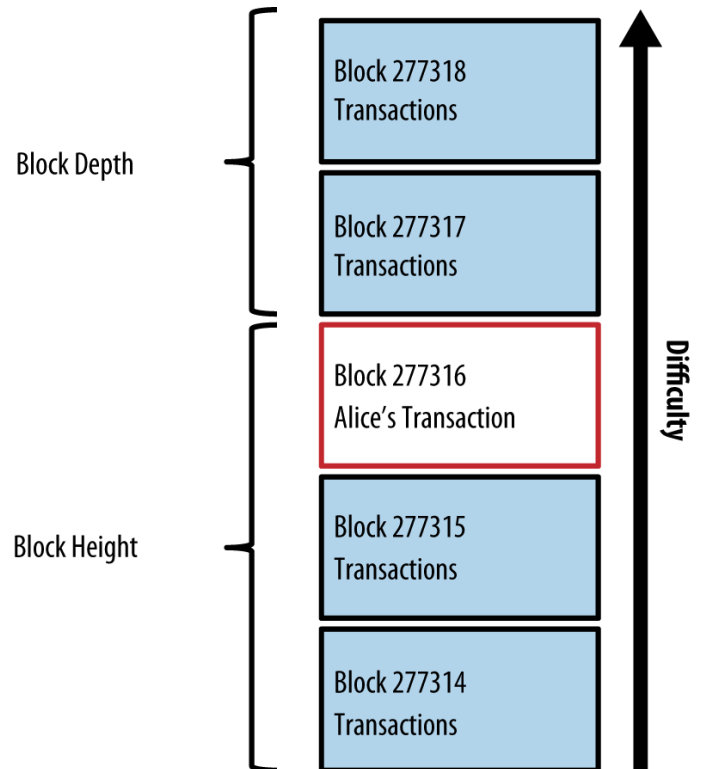 Block 277318
Transactions
Block Depth
Block 277317
Transactions
Block 277316
Alice’s Transaction
Difficulty
Block 277315
Transactions
Block Height
Block 277314
Transactions